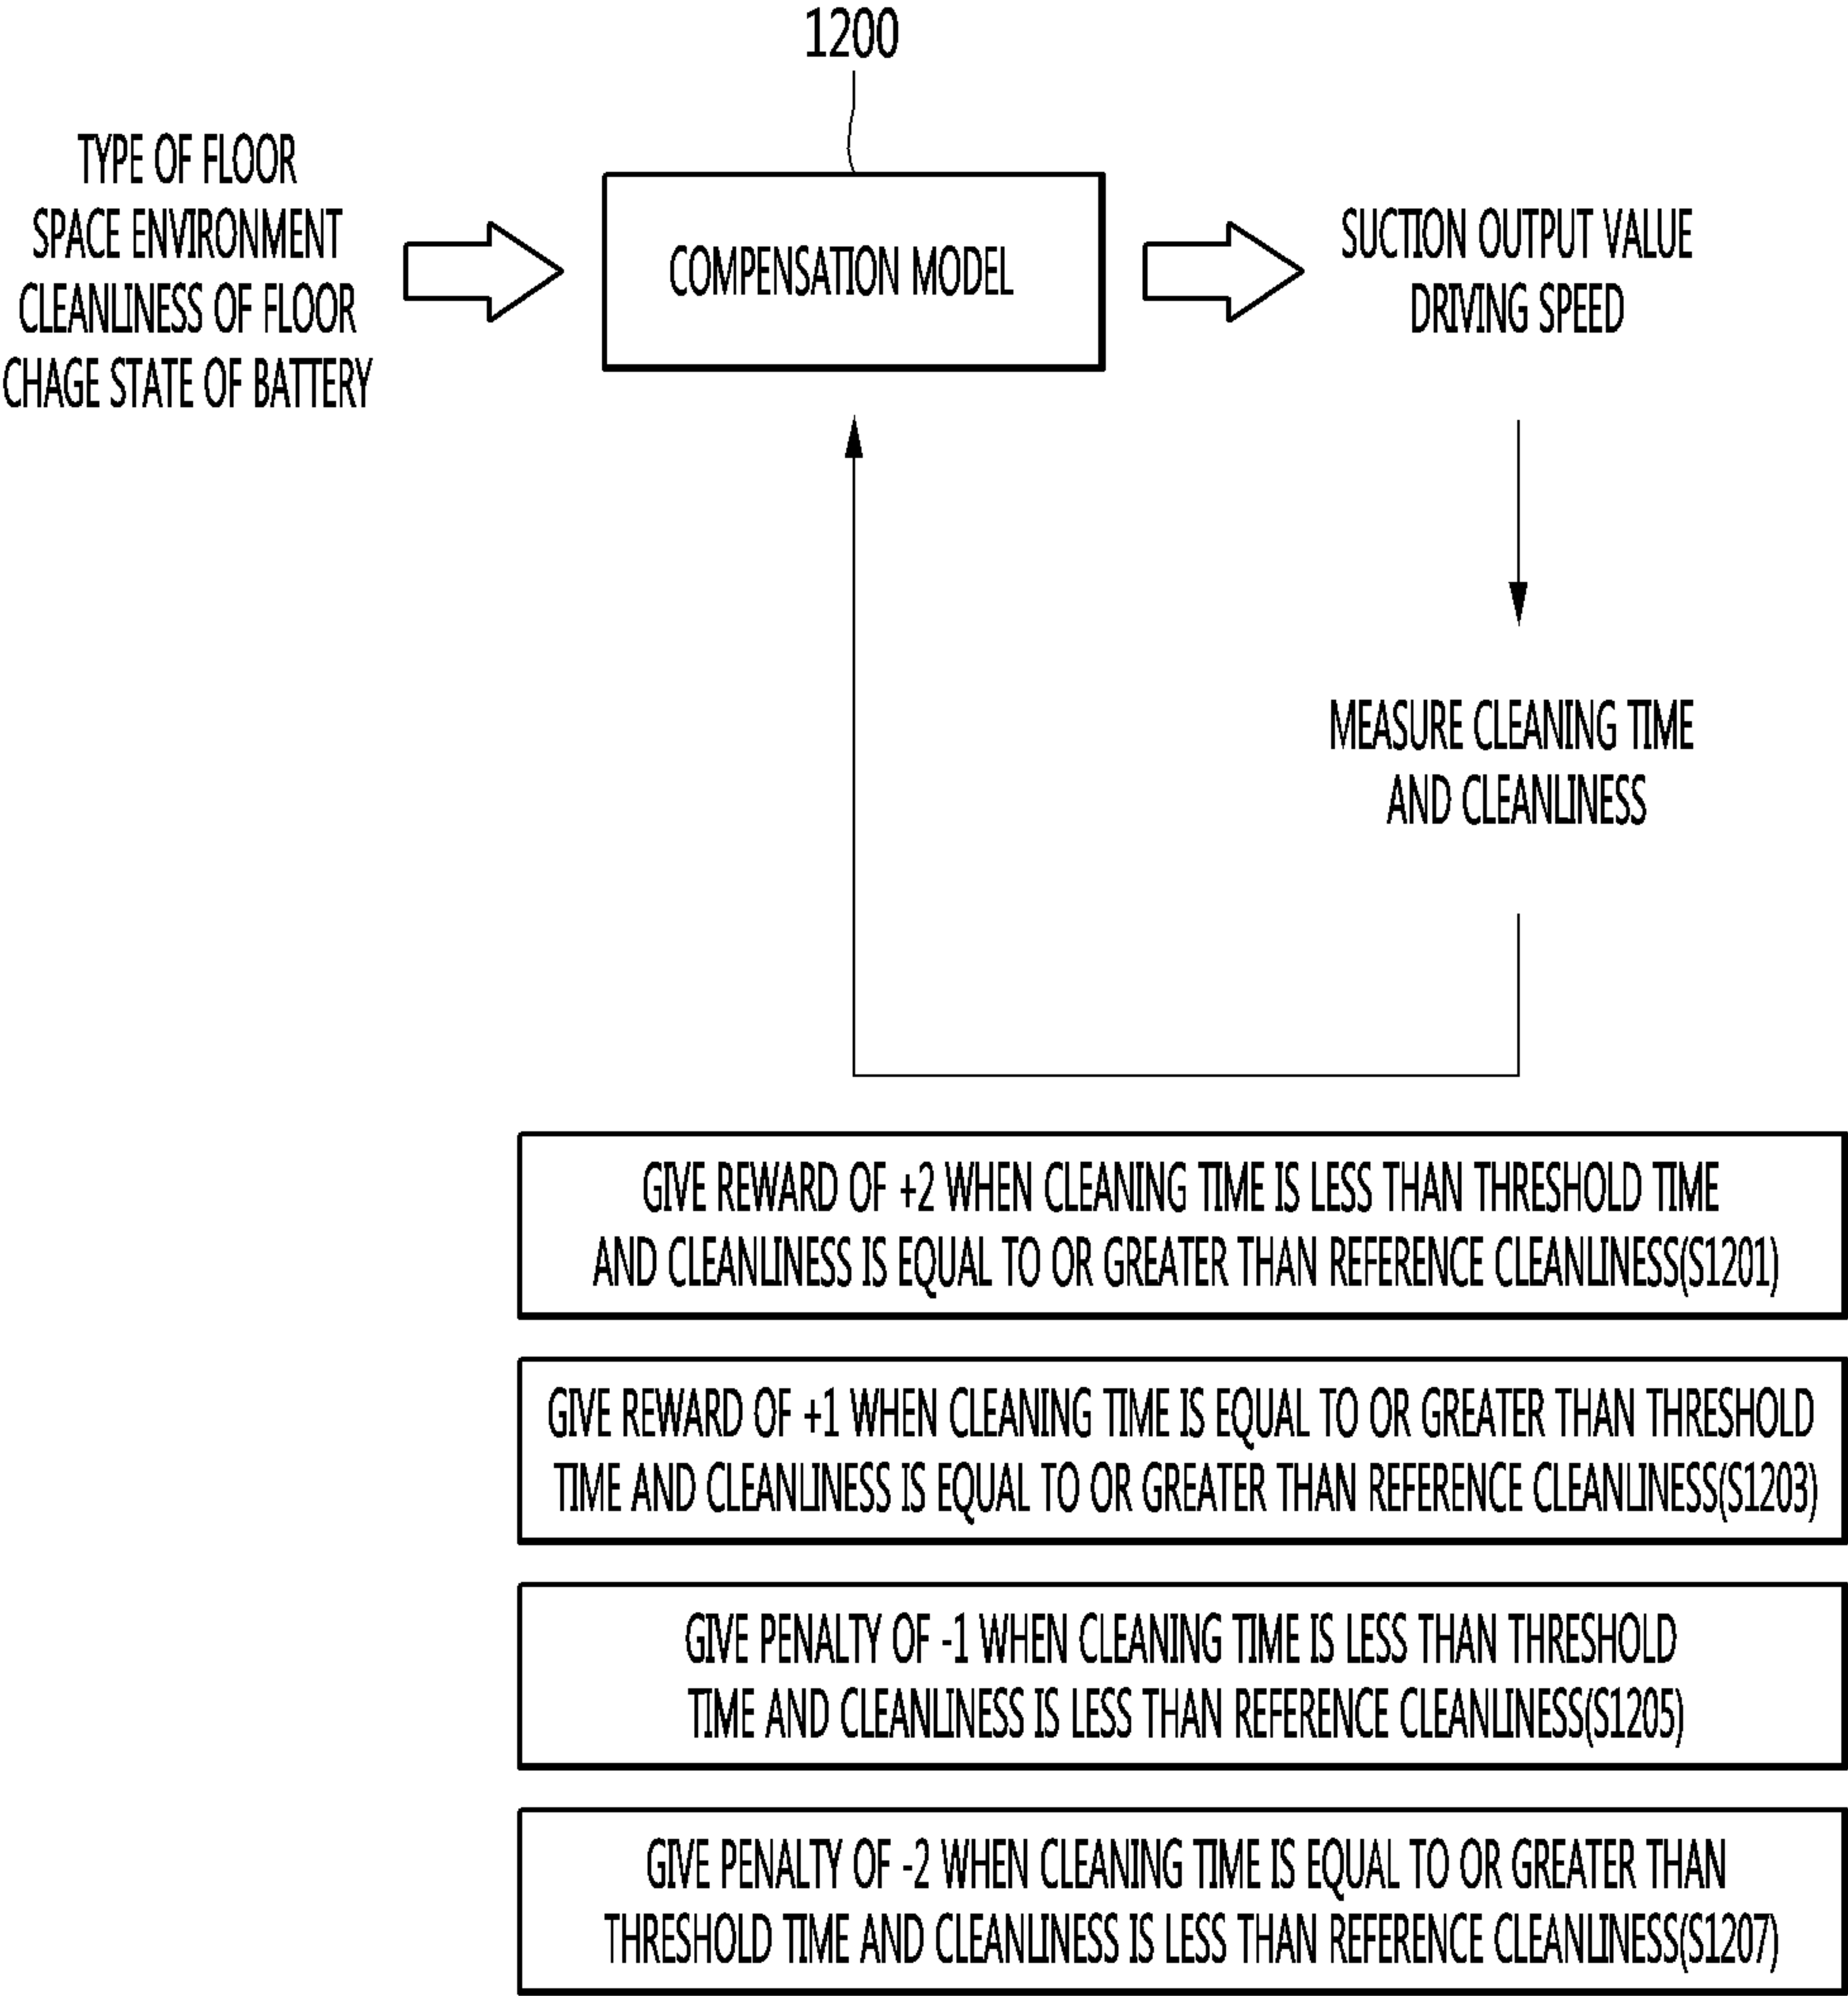 1200
TYPE OF FLOOR
SPACE ENVIRONMENT
CLEANLINESS OF FLOOR
CHAGE STATE OF BATTERY
COMPENSATION MODEL
SUCTION OUTPUT VALUE
DRIVING SPEED
MEASURE CLEANING TIME
AND CLEANLINESS
GIVE REWARD OF +2 WHEN CLEANING TIME IS LESS THAN THRESHOLD TIME
AND CLEANLINESS IS EQUAL TO OR GREATER THAN REFERENCE CLEANLINESS(S1201)
GIVE REWARD OF +1 WHEN CLEANING TIME IS EQUAL TO OR GREATER THAN THRESHOLD
TIME AND CLEANLINESS IS EQUAL TO OR GREATER THAN REFERENCE CLEANLINESS(S1203)
GIVE PENALTY OF -1 WHEN CLEANING TIME IS LESS THAN THRESHOLD
TIME AND CLEANLINESS IS LESS THAN REFERENCE CLEANLINESS(S1205)
GIVE PENALTY OF -2 WHEN CLEANING TIME IS EQUAL TO OR GREATER THAN
THRESHOLD TIME AND CLEANLINESS IS LESS THAN REFERENCE CLEANLINESS(S1207)